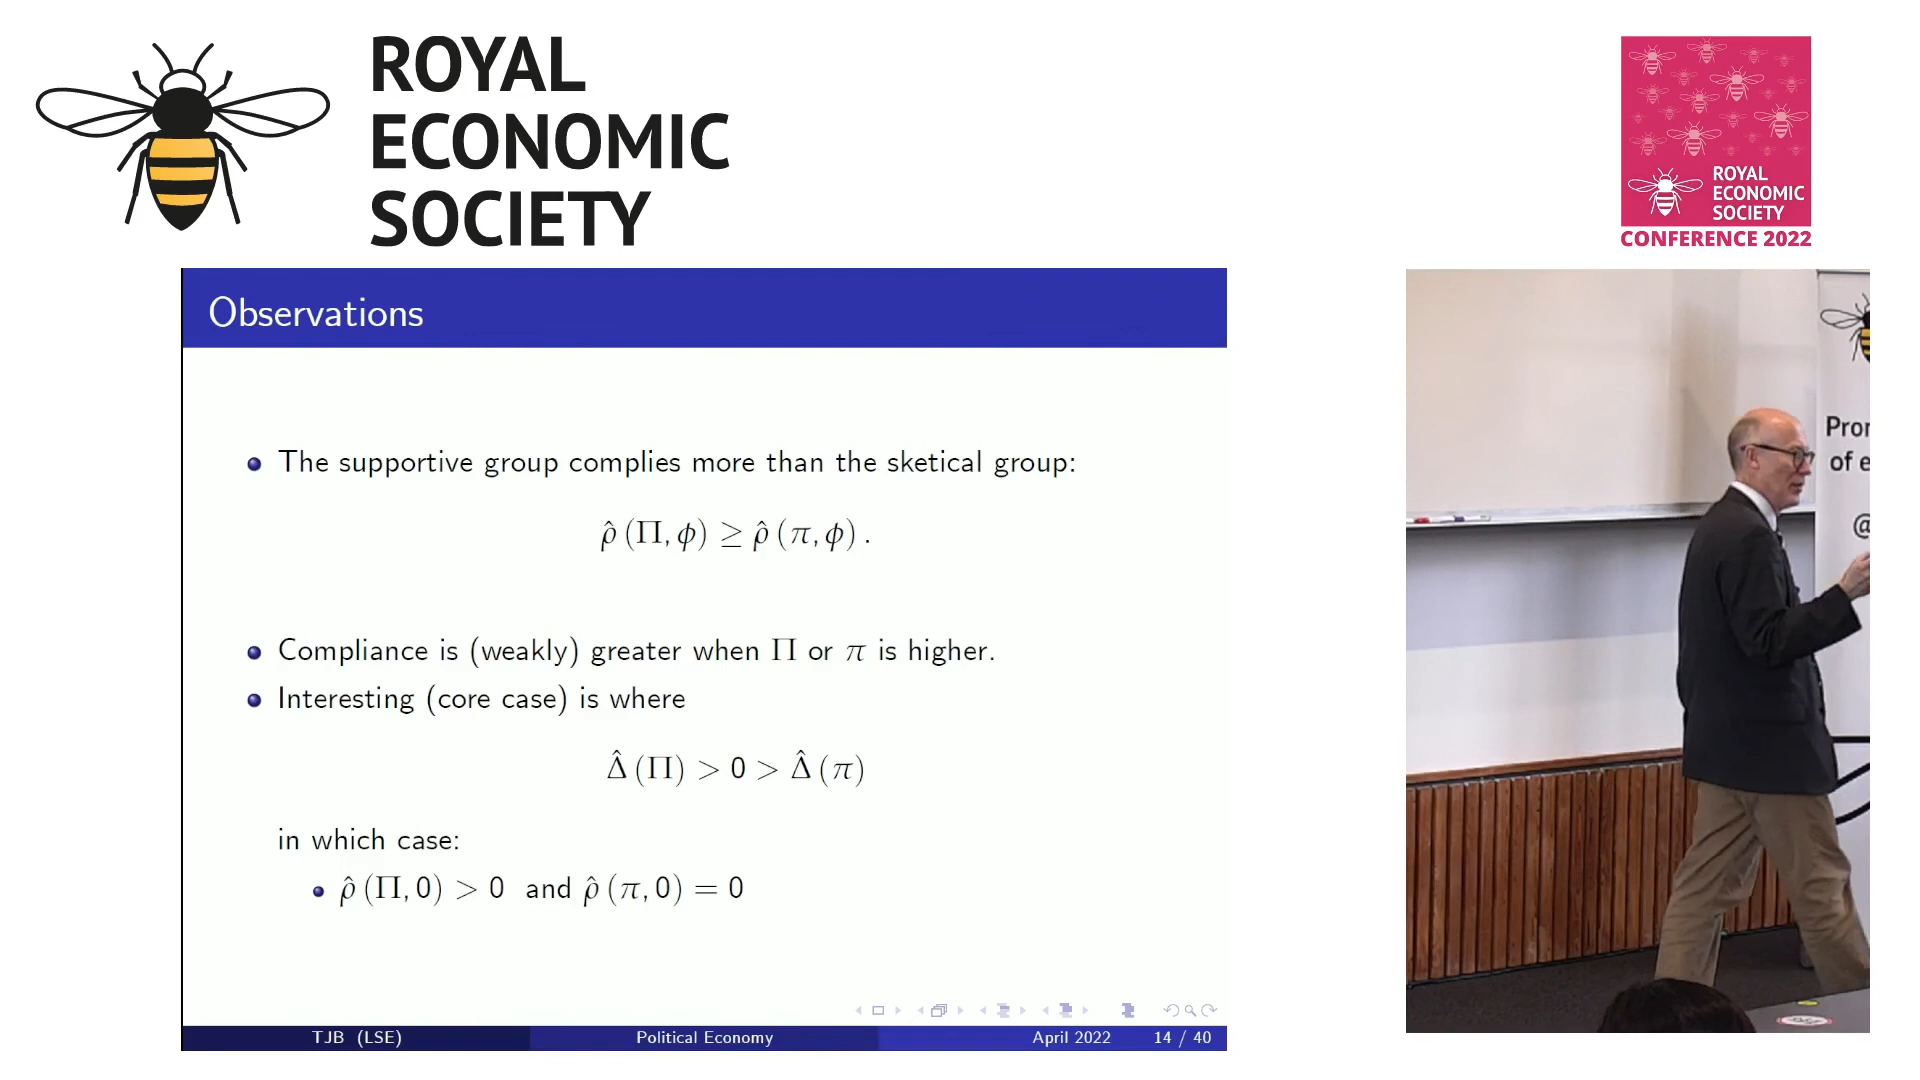 ROYAL
ECONOMIC
SOCIETY
ROYAL
ECONOMIC
SOCIETY
CONFERENCE 2022
Observations
The supportive group complies more than the sketical group:
ρ̂ (Π, ϕ) ≥ ρ̂ (π, ϕ) .
Compliance is (weakly) greater when Π or π is higher.
Interesting (core case) is where
Δ̂ (Π) > 0 > Δ̂ (π)
in which case:
ρ̂ (Π, 0) > 0 and ρ̂ (π, 0) = 0
TJB (LSE) Political Economy April 2022 14 / 40
of
@